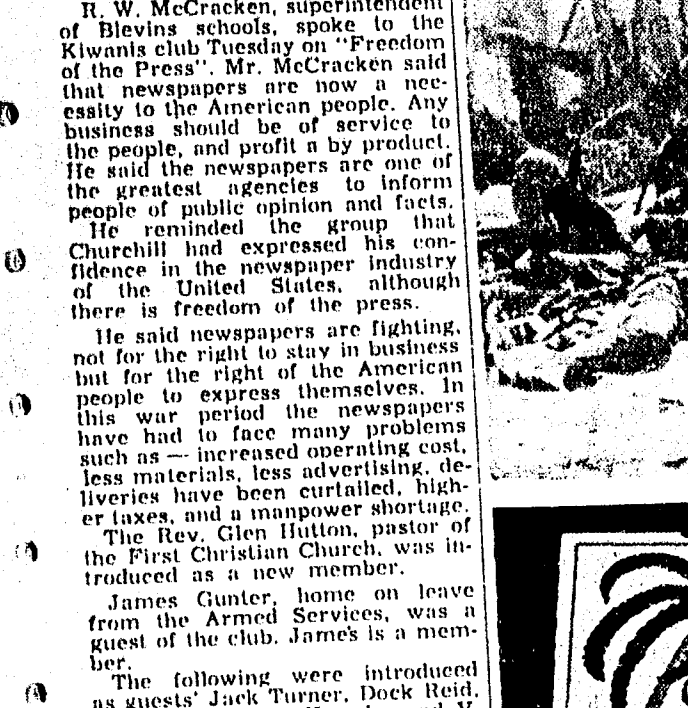 R. W. McCracken, superintendent
of Blevins schools, spoke to the
Kiwanis club Tuesday on "Freedom
of the Press". Mr. McCracken said
that newspapers are now a nec-
essity to the American people. Any
business should be of service to
the people, and profit a by product.
He said the newspapers are one of
the greatest agencies to inform
people of public opinion and facts.
He reminded the group that
Churchill had expressed his con-
fidence in the newspaper industry
of the United States, although
there is freedom of the press.
He said newspapers are fighting,
not for the right to stay in business
but for the right of the American
people to express themselves. In
this war period the newspapers
have had to face many problems
such as — increased operating cost,
less materials, less advertising, de-
liveries have been curtailed, high-
er taxes, and a manpower shortage.
The Rev. Glen Hutton, pastor of
the First Christian Church, was in-
troduced as a new member.
James Gunter, home on leave
from the Armed Services, was a
guest of the club. Jame's is a mem-
ber.
The following were introduced
as guests' Jack Turner, Dock Reid,